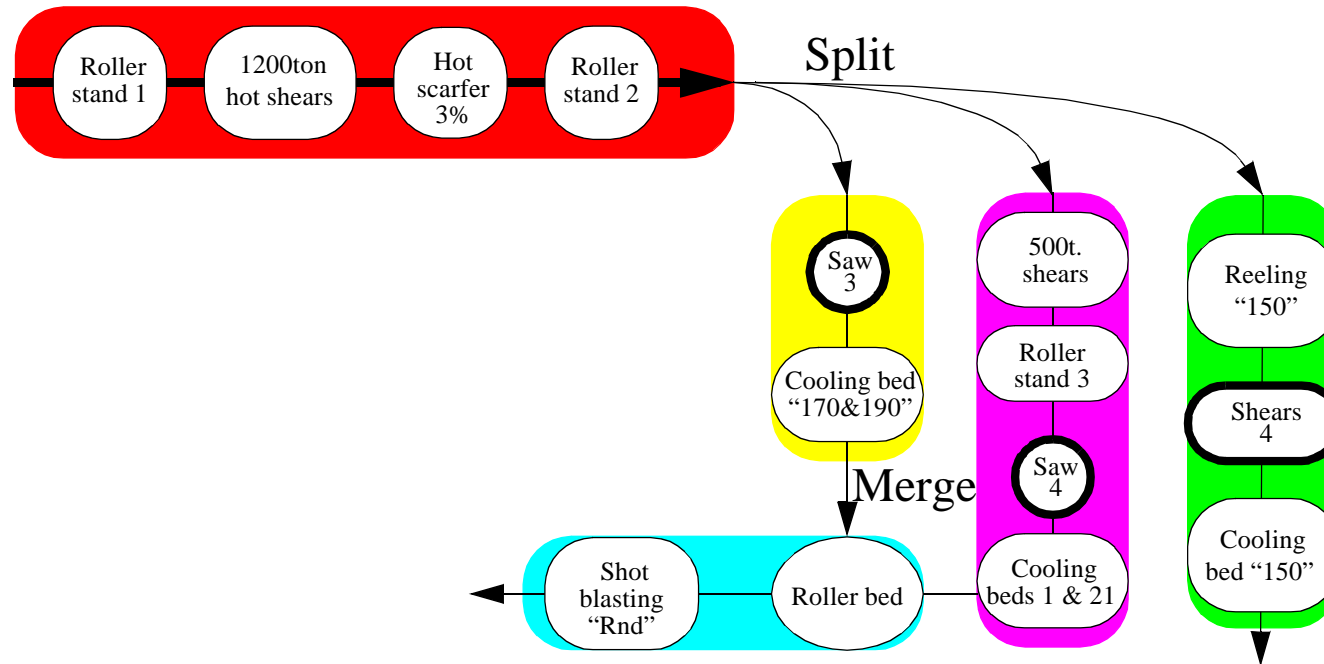 Roller
stand 1
1200ton
hot shears
Hot
scarfer
3%
Roller
stand 2
Split
Saw
3
Cooling bed
“170&190”
Merge
500t.
shears
Roller
stand 3
Saw
4
Cooling
beds 1 & 21
Reeling
“150”
Shears
4
Cooling
bed “150”
Roller bed
Shot
blasting
“Rnd”